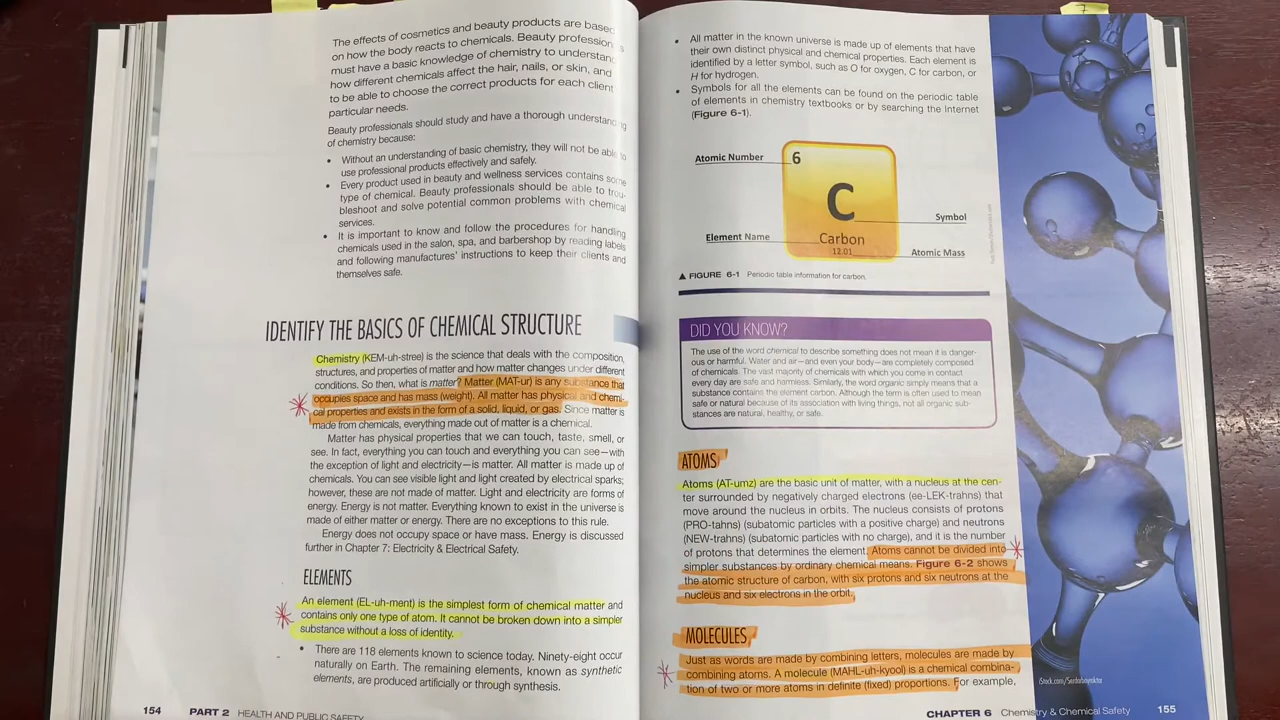 The effects of cosmetics and beauty products are based
on how the body reacts to chemicals. Beauty profession
must have a basic knowledge of chemistry to understand
how different chemicals affect the hair, nails, or skin, and
to be able to choose the correct products for each client
particular needs.
Beauty professionals should study and have a thorough understanding
of chemistry because:
• Without an understanding of basic chemistry, they will not be able to
use professional products effectively and safely.
• Every product used in beauty and wellness services contains some
type of chemical. Beauty professionals should be able to trou-
bleshoot and solve potential common problems with chemical
services.
• It is important to know and follow the procedures for handling
chemicals used in the salon, spa, and barbershop by reading labels
and following manufactures' instructions to keep their clients and
themselves safe.
IDENTIFY THE BASICS OF CHEMICAL STRUCTURE
Chemistry (KEM-uh-stree) is the science that deals with the composition,
structures, and properties of matter and how matter changes under different
conditions. So then, what is matter? Matter (MAT-ur) is any substance that
occupies space and has mass (weight). All matter has physical and chemi-
cal properties and exists in the form of a solid, liquid, or gas. Since matter is
made from chemicals, everything made out of matter is a chemical.
Matter has physical properties that we can touch, taste, smell, or
see. In fact, everything you can touch and everything you can see—with
the exception of light and electricity—is matter. All matter is made up of
chemicals. You can see visible light and light created by electrical sparks;
however, these are not made of matter. Light and electricity are forms of
energy. Energy is not matter. Everything known to exist in the universe is
made of either matter or energy. There are no exceptions to this rule.
Energy does not occupy space or have mass. Energy is discussed
further in Chapter 7: Electricity & Electrical Safety.
ELEMENTS
An element (EL-uh-ment) is the simplest form of chemical matter and
contains only one type of atom. It cannot be broken down into a simpler
substance without a loss of identity.
• There are 118 elements known to science today. Ninety-eight occur
naturally on Earth. The remaining elements, known as synthetic
elements, are produced artificially or through synthesis.
154 PART 2 HEALTH AND PUBLIC SAFETY
7
• All matter in the known universe is made up of elements that have
their own distinct physical and chemical properties. Each element is
identified by a letter symbol, such as O for oxygen, C for carbon, or
H for hydrogen.
• Symbols for all the elements can be found on the periodic table
of elements in chemistry textbooks or by searching the Internet
(Figure 6-1).
Atomic Number 6
C
Symbol
Element Name Carbon
12.01 Atomic Mass
▲ FIGURE 6-1 Periodic table information for carbon.
DID YOU KNOW?
The use of the word chemical to describe something does not mean it is danger-
ous or harmful. Water and air—and even your body—are completely composed
of chemicals. The vast majority of chemicals with which you come in contact
every day are safe and harmless. Similarly, the word organic simply means that a
substance contains the element carbon. Although the term is often used to mean
safe or natural because of its association with living things, not all organic sub-
stances are natural, healthy, or safe.
ATOMS
Atoms (AT-umz) are the basic unit of matter, with a nucleus at the cen-
ter surrounded by negatively charged electrons (ee-LEK-trahns) that
move around the nucleus in orbits. The nucleus consists of protons
(PRO-tahns) (subatomic particles with a positive charge) and neutrons
(NEW-trahns) (subatomic particles with no charge), and it is the number
of protons that determines the element. Atoms cannot be divided into
simpler substances by ordinary chemical means. Figure 6-2 shows
the atomic structure of carbon, with six protons and six neutrons at the
nucleus and six electrons in the orbit.
MOLECULES
Just as words are made by combining letters, molecules are made by
combining atoms. A molecule (MAHL-uh-kyool) is a chemical combina-
tion of two or more atoms in definite (fixed) proportions. For example,
CHAPTER 6 Chemistry & Chemical Safety 155